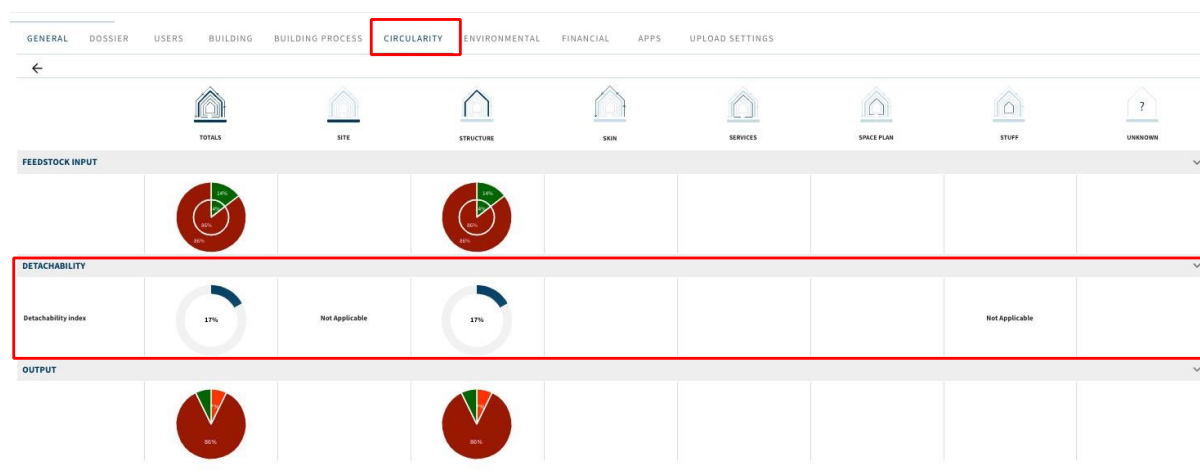 GENERAL DOSSIER USERS BUILDING BUILDING PROCESS CIRCULARITY ENVIRONMENTAL FINANCIAL APPS UPLOAD SETTINGS
?
TOTALS SITE STRUCTURE SKIN SERVICES SPACE PLAN STUFF UNKNOWN
FEEDSTOCK INPUT
14% 14%
86% 86%
86% 86%
DETACHABILITY
Detachability index 17% Not Applicable 17% Not Applicable
OUTPUT
86% 86%